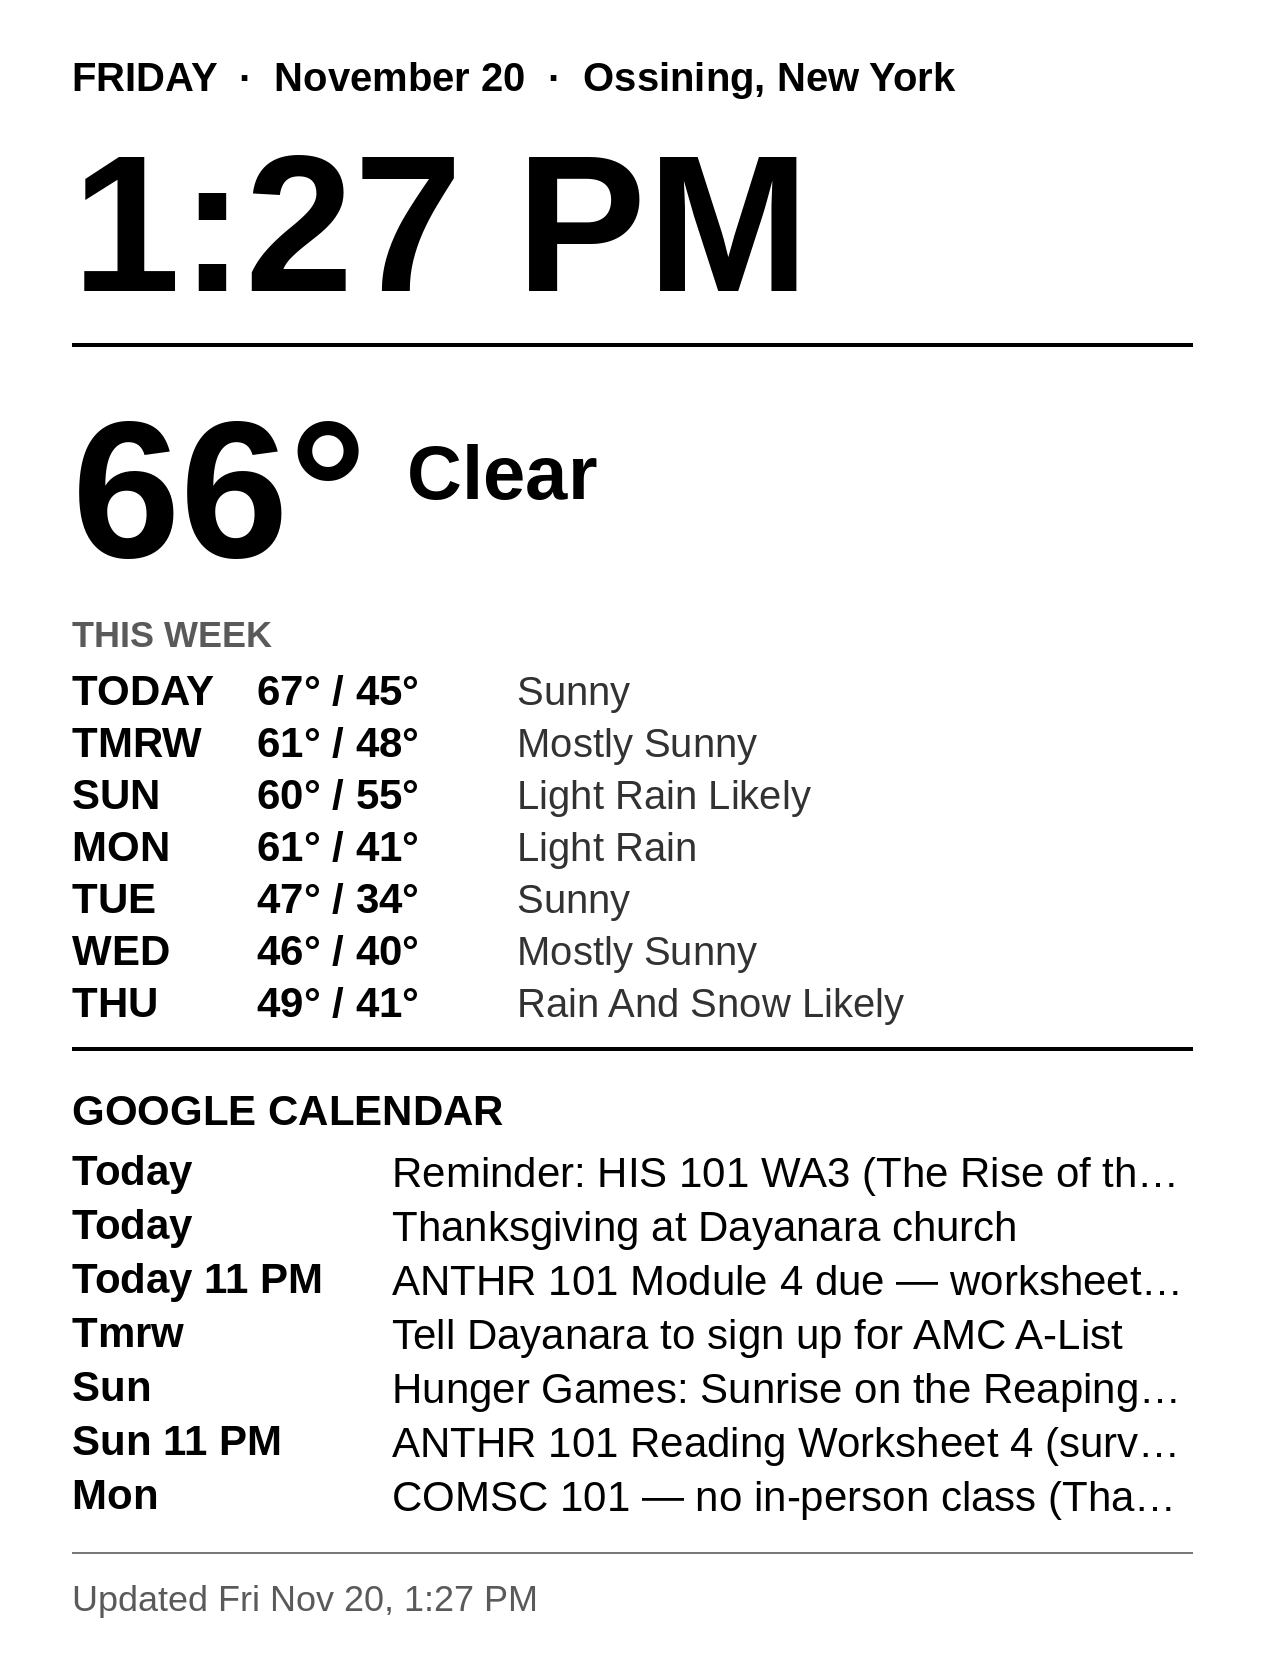 FRIDAY · November 20 · Ossining, New York
1:27 PM
66° Clear
THIS WEEK
TODAY 67° / 45° Sunny
TMRW 61° / 48° Mostly Sunny
SUN 60° / 55° Light Rain Likely
MON 61° / 41° Light Rain
TUE 47° / 34° Sunny
WED 46° / 40° Mostly Sunny
THU 49° / 41° Rain And Snow Likely
GOOGLE CALENDAR
Today Reminder: HIS 101 WA3 (The Rise of th…
Today Thanksgiving at Dayanara church
Today 11 PM ANTHR 101 Module 4 due — worksheet…
Tmrw Tell Dayanara to sign up for AMC A-List
Sun Hunger Games: Sunrise on the Reaping…
Sun 11 PM ANTHR 101 Reading Worksheet 4 (surv…
Mon COMSC 101 — no in-person class (Tha…
Updated Fri Nov 20, 1:27 PM